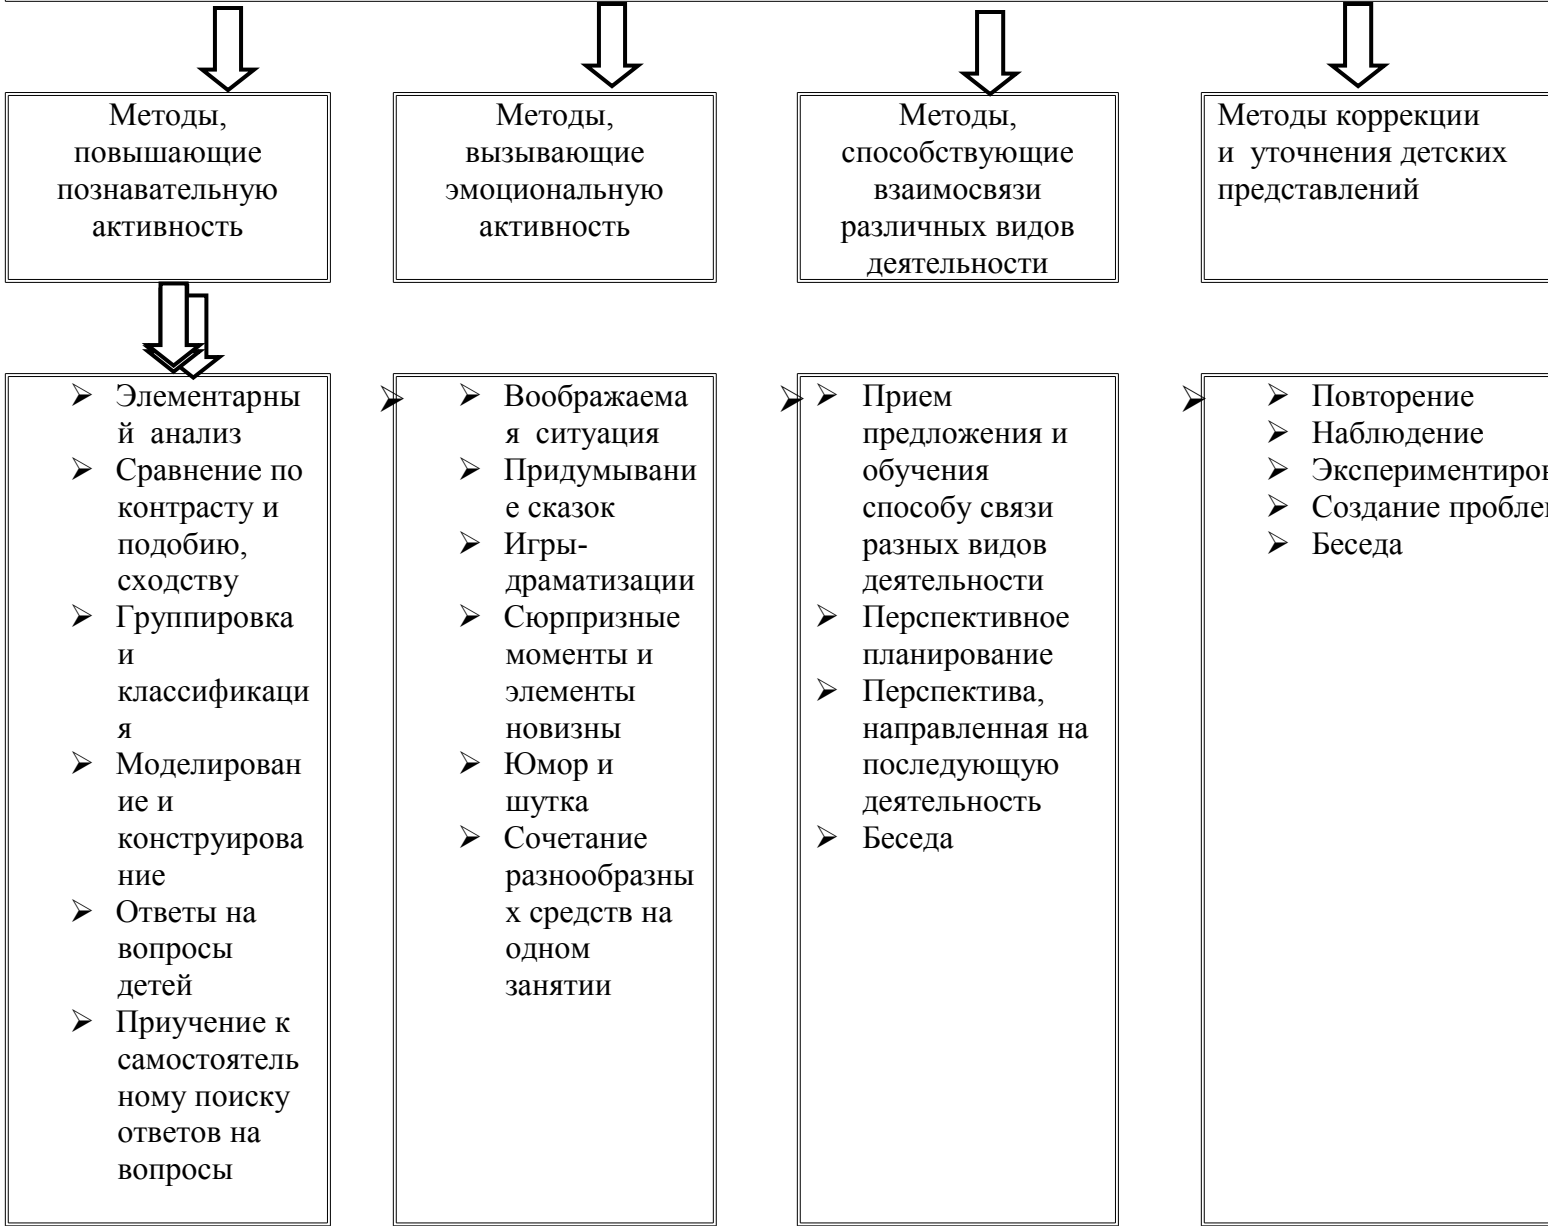 Методы,
повышающие
познавательную
активность
Методы,
вызывающие
эмоциональную
активность
Методы,
способствующие
взаимосвязи
различных видов
деятельности
Методы коррекции
и уточнения детских
представлений
➢ Элементарны
й анализ
➢ Сравнение по
контрасту и
подобию,
сходству
➢ Группировка
и
классификаци
я
➢ Моделирован
ие и
конструирова
ние
➢ Ответы на
вопросы
детей
➢ Приучение к
самостоятель
ному поиску
ответов на
вопросы
➢ Воображаема
я ситуация
➢ Придумывани
е сказок
➢ Игры-
драматизации
➢ Сюрпризные
моменты и
элементы
новизны
➢ Юмор и
шутка
➢ Сочетание
разнообразны
х средств на
одном
занятии
➢ Прием
предложения и
обучения
способу связи
разных видов
деятельности
➢ Перспективное
планирование
➢ Перспектива,
направленная на
последующую
деятельность
➢ Беседа
➢ Повторение
➢ Наблюдение
➢ Экспериментиров
➢ Создание пробле
➢ Беседа